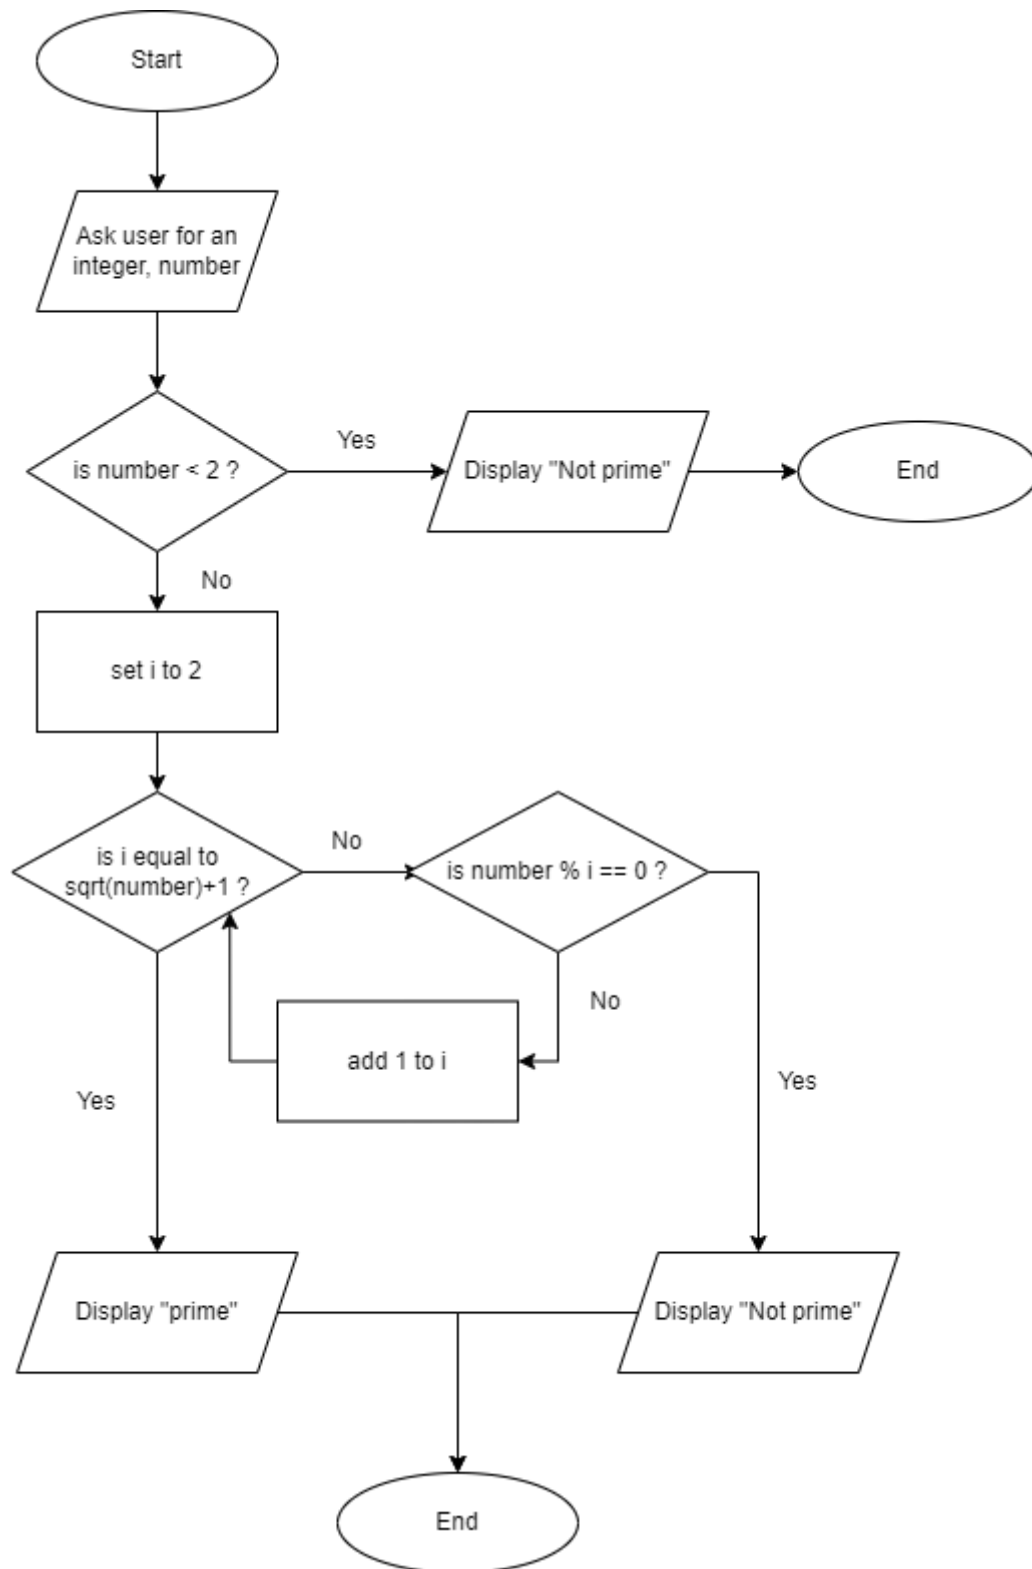 Start
Ask user for an
integer, number
is number < 2 ?
Yes
Display "Not prime"
End
No
set i to 2
is i equal to
sqrt(number)+1 ?
No
is number % i == 0 ?
No
add 1 to i
Yes
Yes
Display "prime"
Display "Not prime"
End